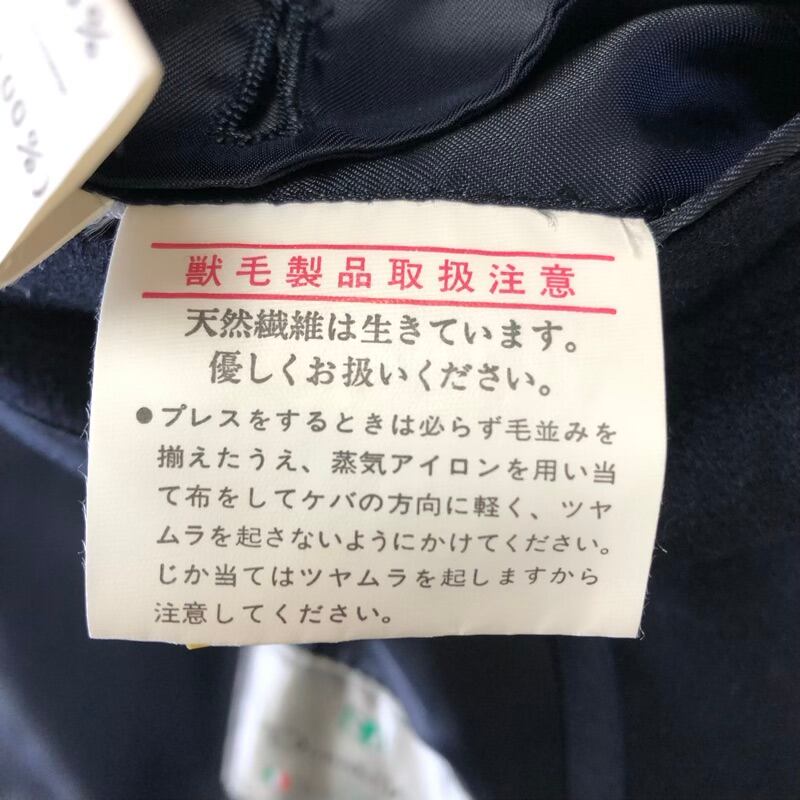 獣毛製品取扱注意
天然繊維は生きています。
優しくお扱いください。
●プレスをするときは必らず毛並みを
揃えたうえ、蒸気アイロンを用い当
て布をしてケバの方向に軽く、ツヤ
ムラを起さないようにかけてください。
じか当てはツヤムラを起しますから
注意してください。